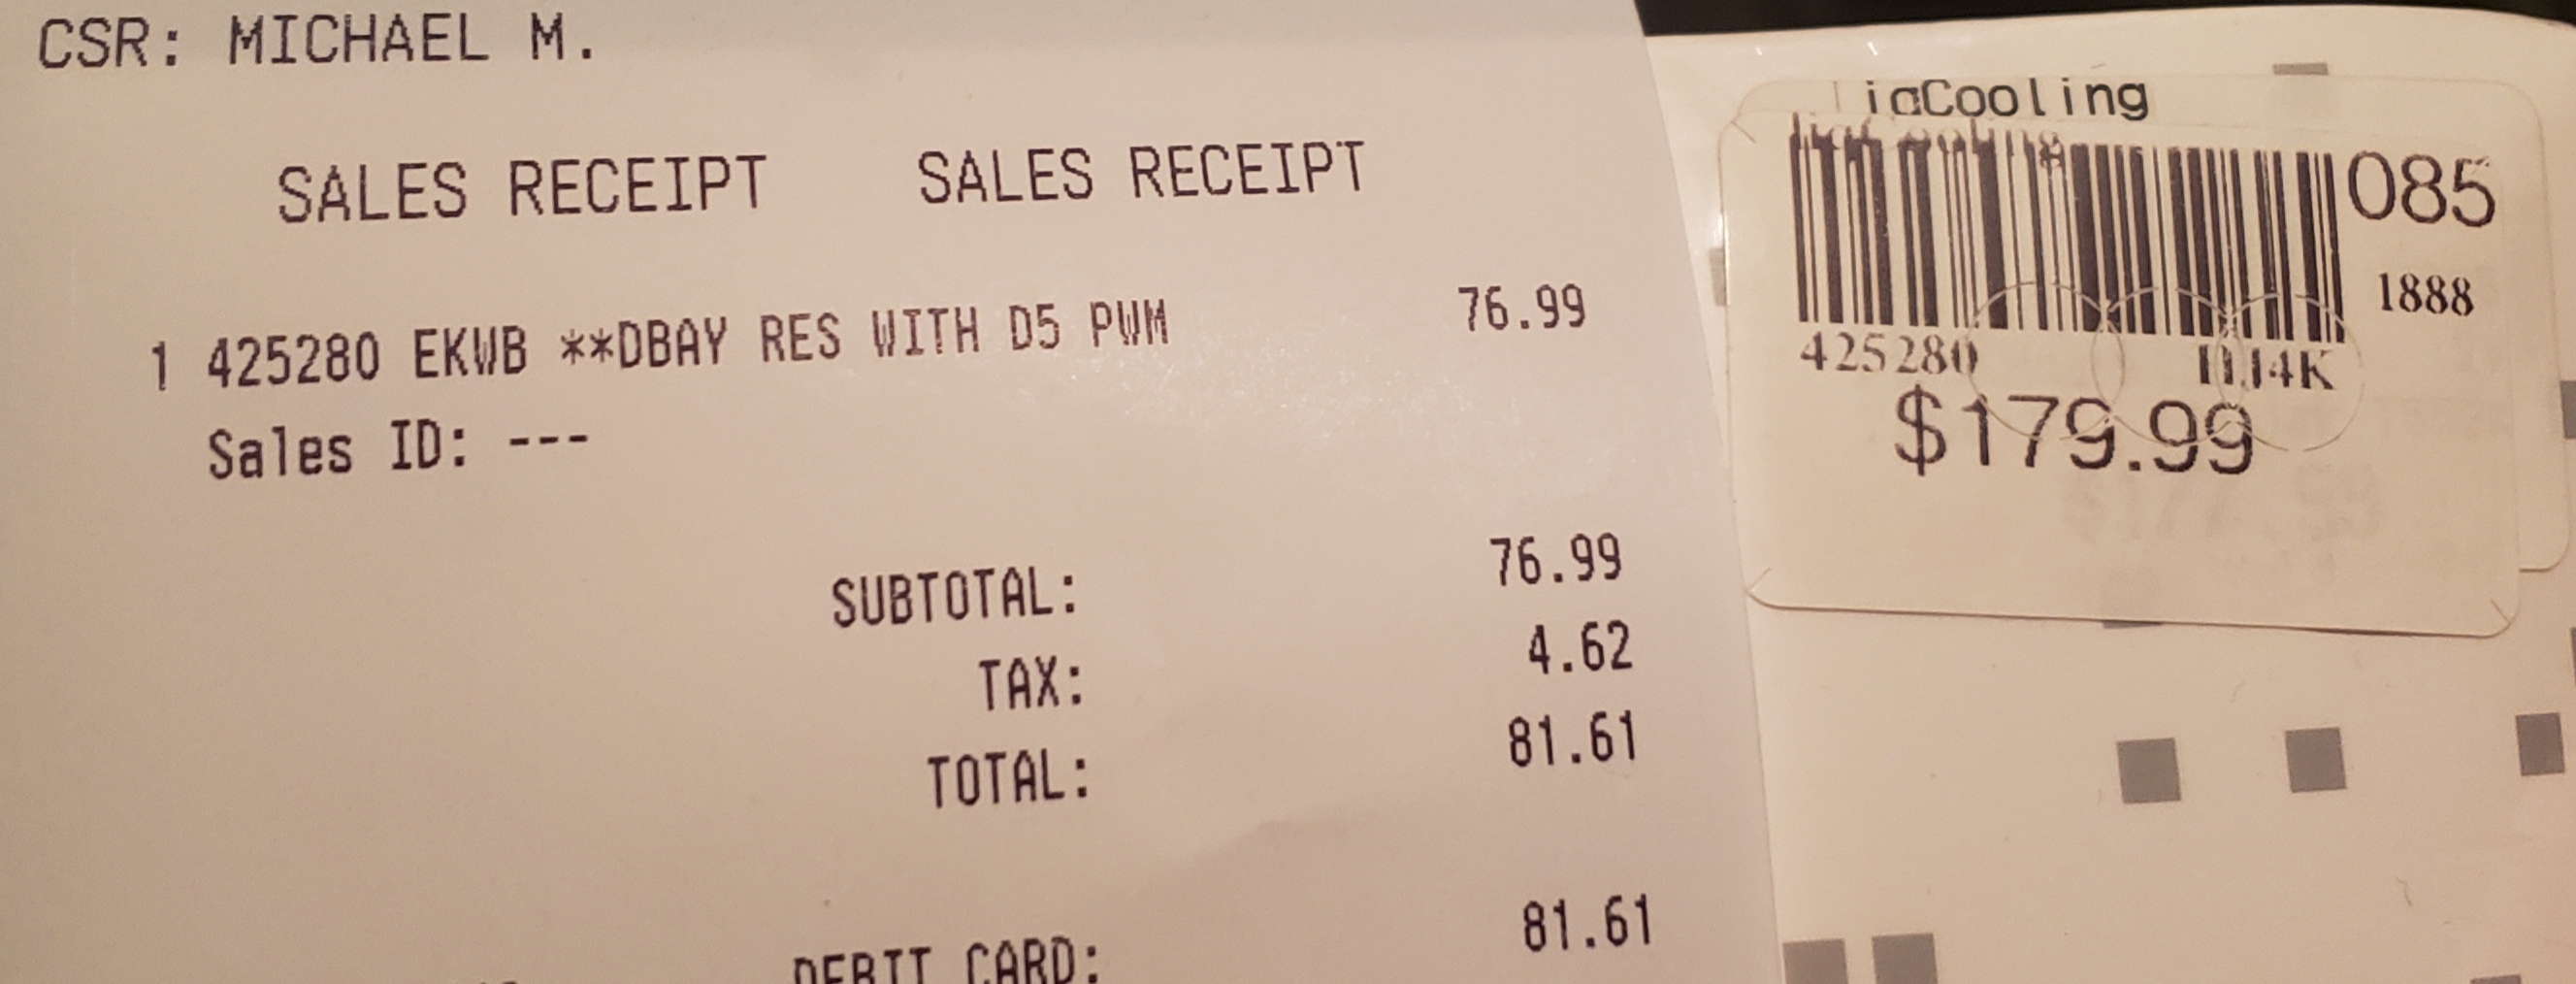 CSR: MICHAEL M.
SALES RECEIPT SALES RECEIPT
1 425280 EKWB **DBAY RES WITH D5 PWM 76.99
Sales ID: ---
SUBTOTAL: 76.99
TAX: 4.62
TOTAL: 81.61
DEBIT CARD: 81.61
iaCooling
085
1888
425280
$179.99